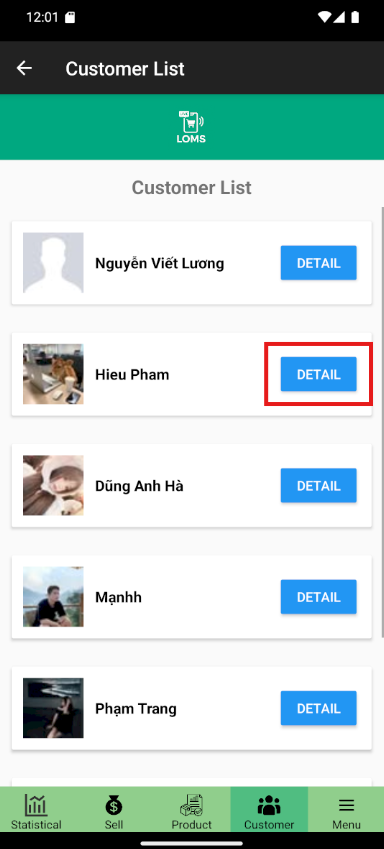 12:01
Customer List
LOMS
Customer List
Nguyễn Viết Lương
DETAIL
Hieu Pham
DETAIL
Dũng Anh Hà
DETAIL
Mạnhh
DETAIL
Phạm Trang
DETAIL
Statistical
Sell
Product
Customer
Menu